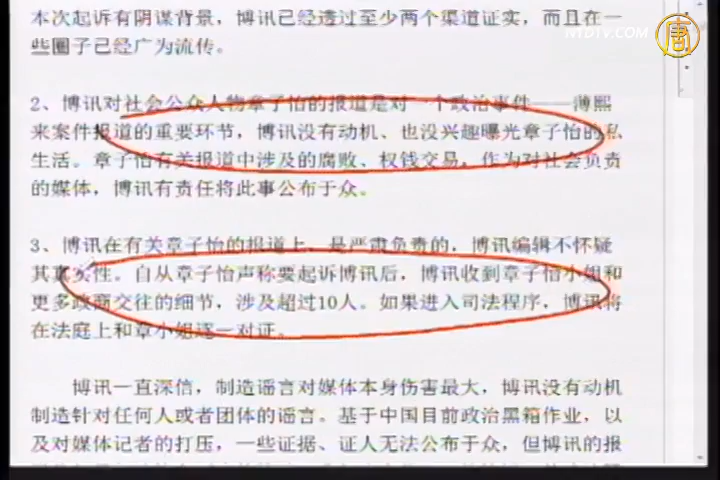 本次起诉有阴谋背景，博讯已经透过至少两个渠道证实，而且在一
些圈子已经广为流传。
NTDTV.COM
唐
2、博讯对社会公众人物章子怡的报道是对一个政治事件——薄熙
来案件报道的重要环节，博讯没有动机、也没兴趣曝光章子怡的私
生活。章子怡有关报道中涉及的腐败、权钱交易，作为对社会负责
的媒体，博讯有责任将此事公布于众。
3、博讯在有关章子怡的报道上，是严肃负责的，博讯编辑不怀疑
其真实性。自从章子怡声称要起诉博讯后，博讯收到章子怡小姐和
更多政商交往的细节，涉及超过10人。如果进入司法程序，博讯将
在法庭上和章小姐逐一对证。
博讯一直深信，制造谣言对媒体本身伤害最大，博讯没有动机
制造针对任何人或者团体的谣言。基于中国目前政治黑箱作业，以
及对媒体记者的打压，一些证据、证人无法公布于众，但博讯的报